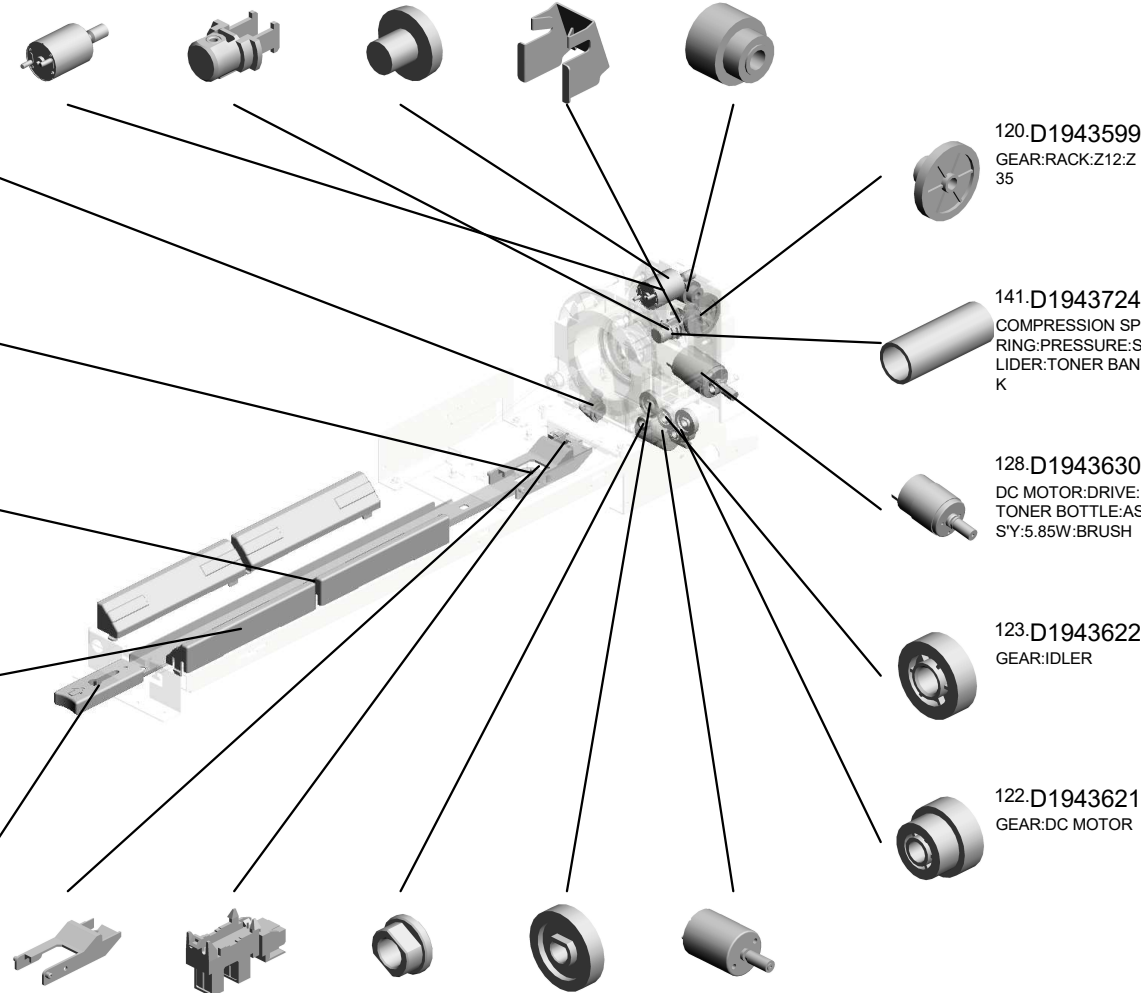 120.D1943599
GEAR:RACK:Z12:Z
35
141.D1943724
COMPRESSION SP
RING:PRESSURE:S
LIDER:TONER BAN
K
128.D1943630
DC MOTOR:DRIVE:
TONER BOTTLE:AS
S'Y:5.85W:BRUSH
123.D1943622
GEAR:IDLER
122.D1943621
GEAR:DC MOTOR